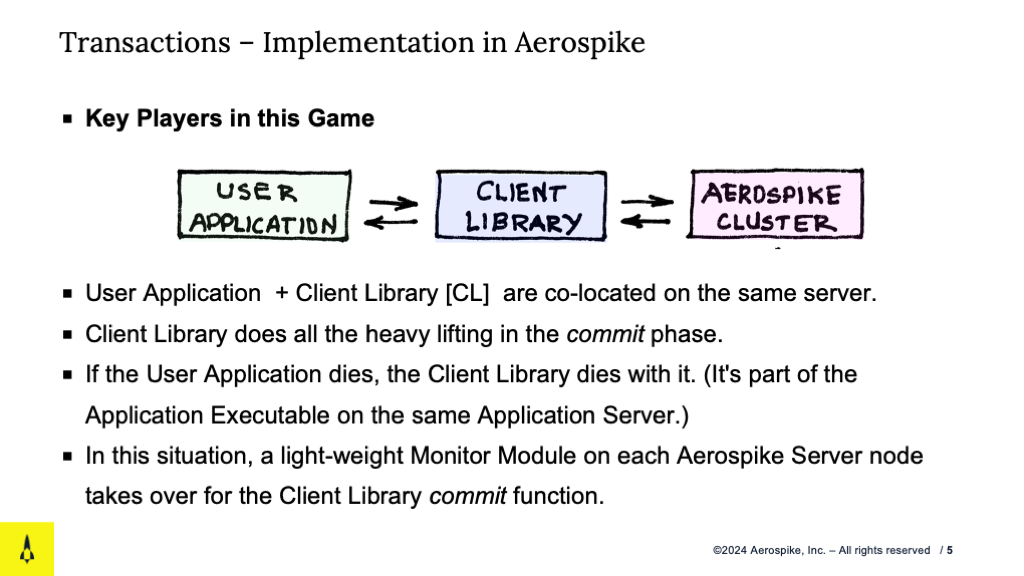 Transactions – Implementation in Aerospike
▪ Key Players in this Game
USER
APPLICATION
CLIENT
LIBRARY
AEROSPIKE
CLUSTER
▪ User Application + Client Library [CL] are co-located on the same server.
▪ Client Library does all the heavy lifting in the commit phase.
▪ If the User Application dies, the Client Library dies with it. (It's part of the
Application Executable on the same Application Server.)
▪ In this situation, a light-weight Monitor Module on each Aerospike Server node
takes over for the Client Library commit function.
©2024 Aerospike, Inc. – All rights reserved / 5